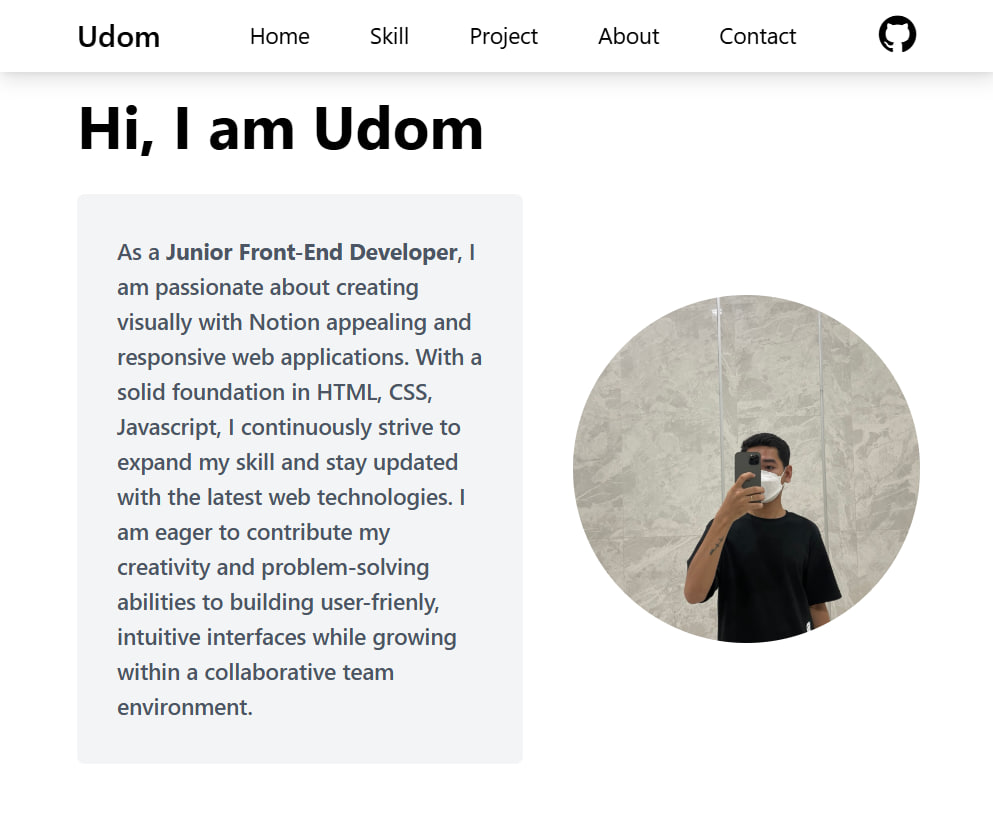 Udom
Home
Skill
Project
About
Contact
Hi, I am Udom
As a Junior Front-End Developer, I
am passionate about creating
visually with Notion appealing and
responsive web applications. With a
solid foundation in HTML, CSS,
Javascript, I continuously strive to
expand my skill and stay updated
with the latest web technologies. I
am eager to contribute my
creativity and problem-solving
abilities to building user-frienly,
intuitive interfaces while growing
within a collaborative team
environment.